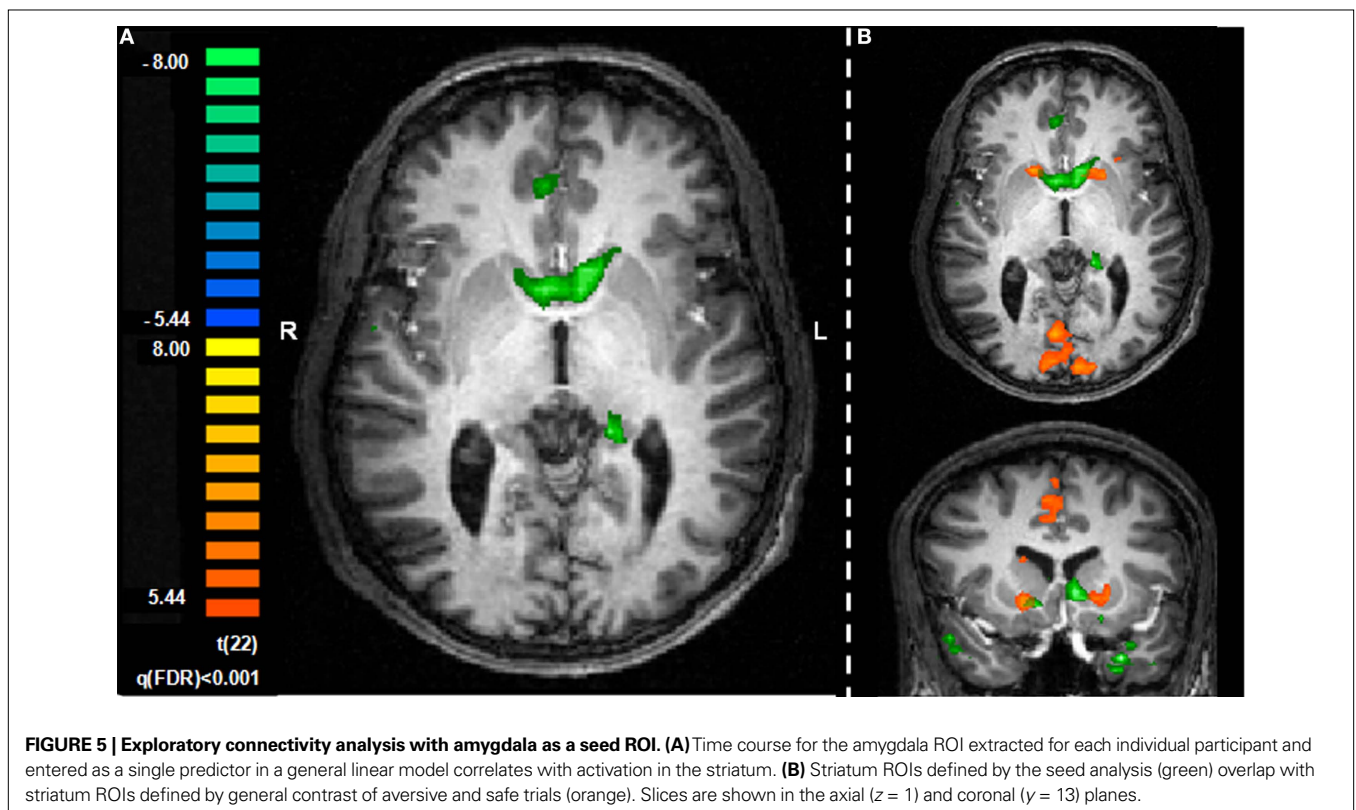 A
B
- 8.00
- 5.44
8.00
5.44
t(22)
q(FDR)<0.001
R
L
FIGURE 5 | Exploratory connectivity analysis with amygdala as a seed ROI. (A) Time course for the amygdala ROI extracted for each individual participant and
entered as a single predictor in a general linear model correlates with activation in the striatum. (B) Striatum ROIs defined by the seed analysis (green) overlap with
striatum ROIs defined by general contrast of aversive and safe trials (orange). Slices are shown in the axial (z = 1) and coronal (y = 13) planes.